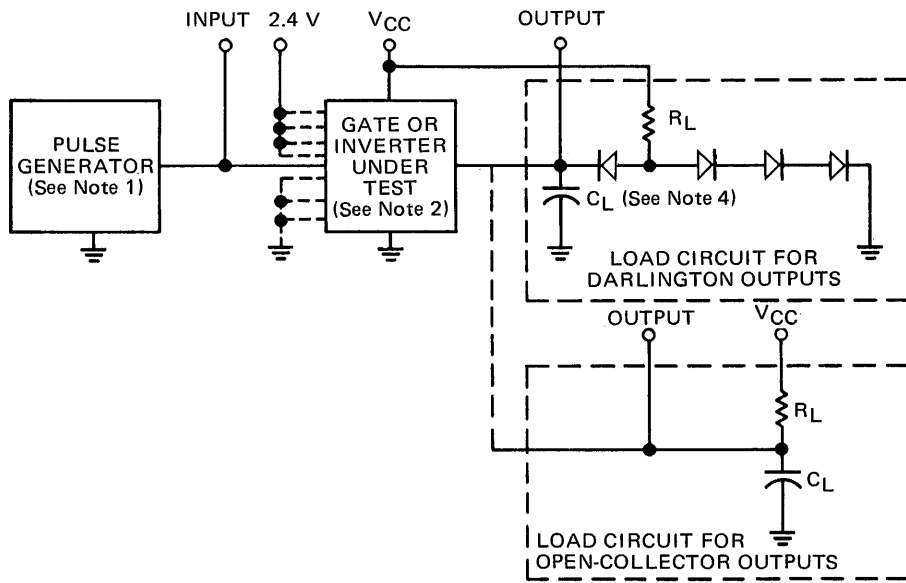 INPUT
2.4 V
VCC
OUTPUT
PULSE
GENERATOR
(See Note 1)
GATE OR
INVERTER
UNDER
TEST
(See Note 2)
RL
CL (See Note 4)
LOAD CIRCUIT FOR
DARLINGTON OUTPUTS
OUTPUT
VCC
RL
CL
LOAD CIRCUIT FOR
OPEN-COLLECTOR OUTPUTS